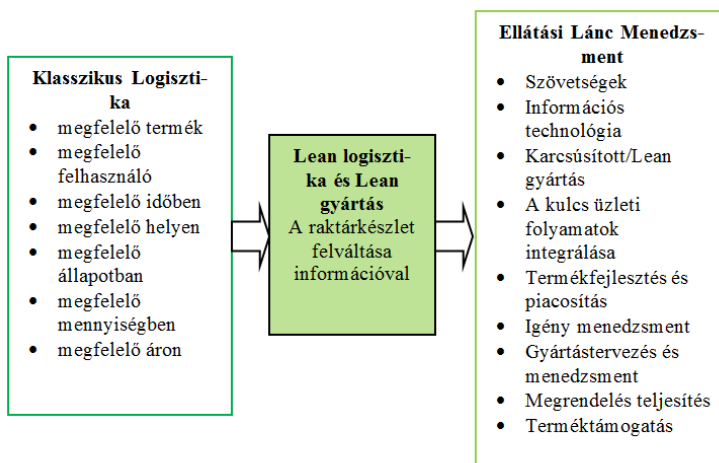 Klasszikus Logiszti-
ka
• megfelelő termék
• megfelelő
felhasználó
• megfelelő időben
• megfelelő helyen
• megfelelő
állapotban
• megfelelő
mennyiségben
• megfelelő áron
Lean logiszti-
ka és Lean
gyártás
A raktárkészlet
felváltása
információval
Ellátási Lánc Menedzs-
ment
• Szövetségek
• Információs
technológia
• Karcsúsított/Lean
gyártás
• A kulcs üzleti
folyamatok
integrálása
• Termékfejlesztés és
piacosítás
• Igény menedzsment
• Gyártástervezés és
menedzsment
• Megrendelés teljesítés
• Terméktámogatás